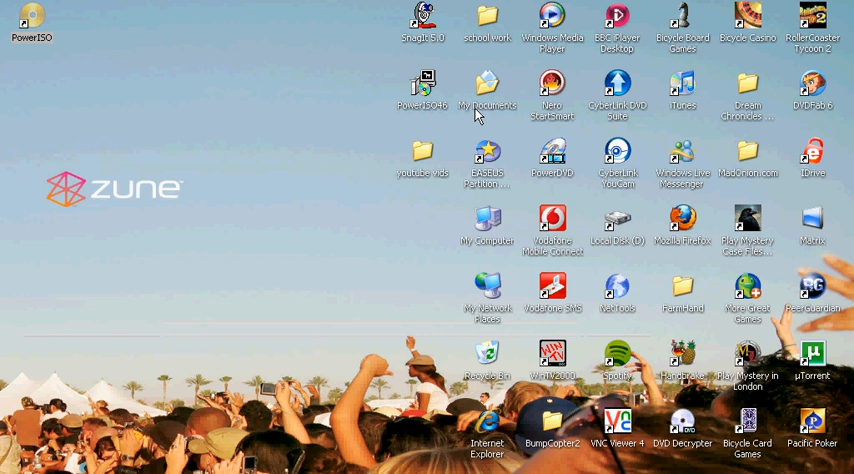 PowerISO
SnagIt 5.0
school work
Windows Media
Player
BBC iPlayer
Desktop
Bicycle Board
Games
Bicycle Casino
RollerCoaster
Tycoon 2
PowerISO46
My Documents
Nero
StartSmart
CyberLink DVD
Suite
iTunes
Dream
Chronicles ...
DVDFab 6
youtube vids
EASEUS
Partition ...
PowerDVD
CyberLink
YouCam
Windows Live
Messenger
MadOnion.com
IDrive
zune
My Computer
Vodafone
Mobile Connect
Local Disk (D)
Mozilla Firefox
Play Mystery
Case Files...
Matrix
My Network
Places
Vodafone SMS
NetTools
FarmHand
More Great
Games
PeerGuardian
Recycle Bin
WinTV2000
Spotify
Handbrake
Play Mystery in
London
µTorrent
Internet
Explorer
BumpCopter2
VNC Viewer 4
DVD Decrypter
Bicycle Card
Games
Pacific Poker